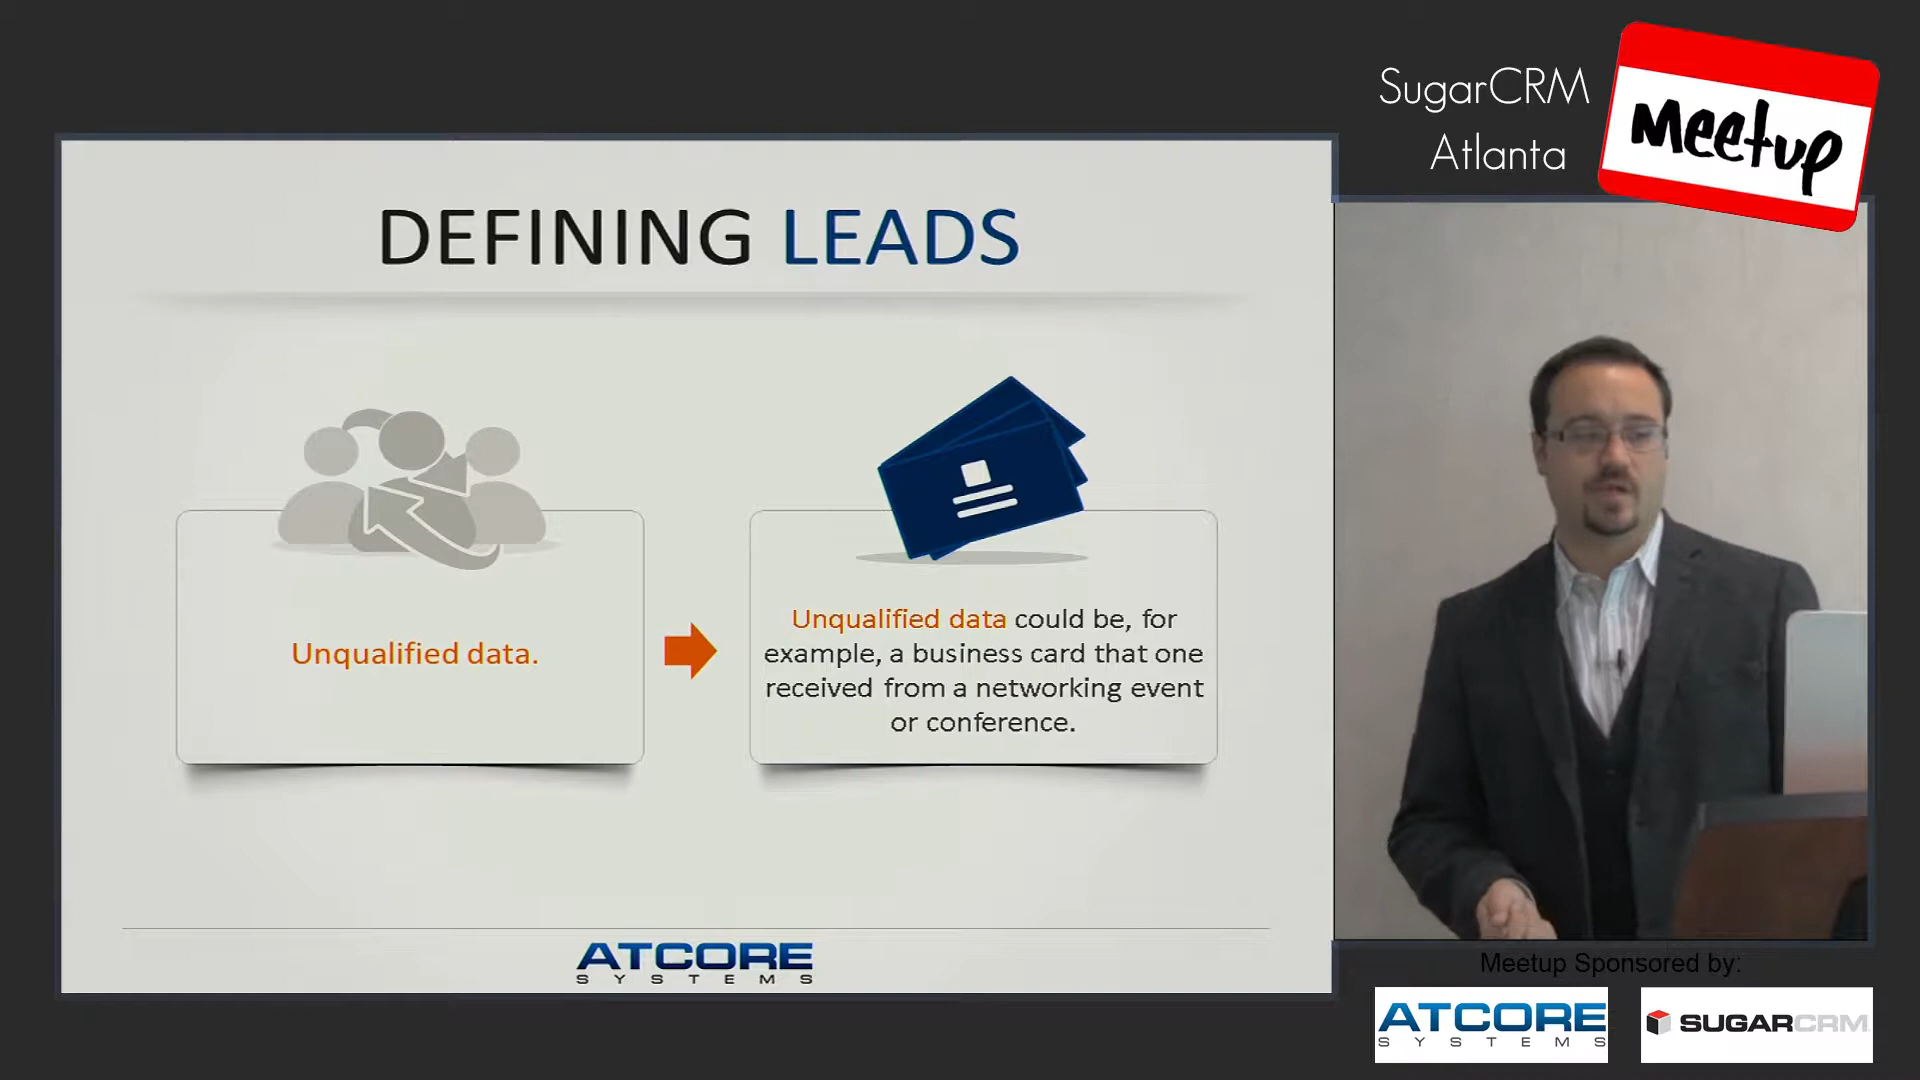 SugarCRM
Atlanta
Meetup
DEFINING LEADS
Unqualified data.
Unqualified data could be, for
example, a business card that one
received from a networking event
or conference.
ATCORE
SYSTEMS
Meetup Sponsored by:
ATCORE
SYSTEMS
SUGARCRM